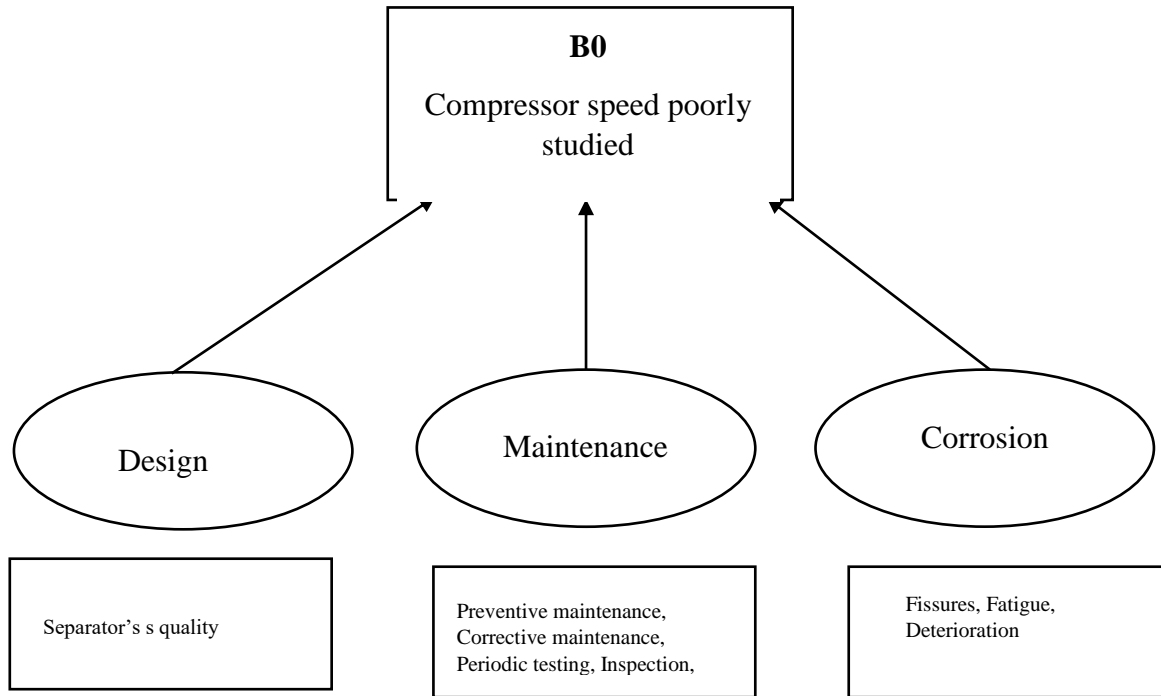 B0
Compressor speed poorly
studied
Design
Maintenance
Corrosion
Separator’s s quality
Preventive maintenance,
Corrective maintenance,
Periodic testing, Inspection,
Fissures, Fatigue,
Deterioration